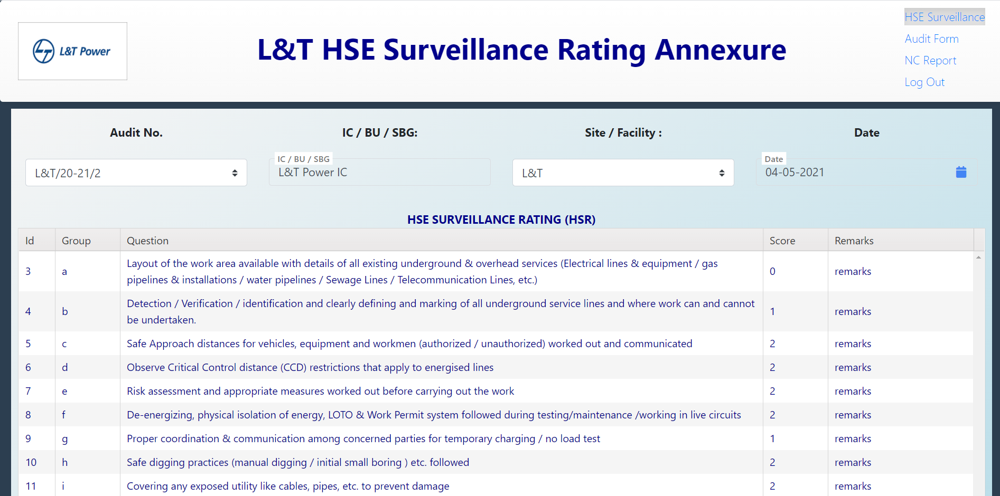 L&T Power
L&T HSE Surveillance Rating Annexure
HSE Surveillance
Audit Form
NC Report
Log Out
Audit No.
IC / BU / SBG:
Site / Facility :
Date
L&T/20-21/2
IC / BU / SBG
L&T Power IC
L&T
Date
04-05-2021
HSE SURVEILLANCE RATING (HSR)
Id Group Question Score Remarks
3 a Layout of the work area available with details of all existing underground & overhead services (Electrical lines & equipment / gas
pipelines & installations / water pipelines / Sewage Lines / Telecommunication Lines, etc.) 0 remarks
4 b Detection / Verification / identification and clearly defining and marking of all underground service lines and where work can and cannot
be undertaken. 1 remarks
5 c Safe Approach distances for vehicles, equipment and workmen (authorized / unauthorized) worked out and communicated 2 remarks
6 d Observe Critical Control distance (CCD) restrictions that apply to energised lines 2 remarks
7 e Risk assessment and appropriate measures worked out before carrying out the work 2 remarks
8 f De-energizing, physical isolation of energy, LOTO & Work Permit system followed during testing/maintenance /working in live circuits 2 remarks
9 g Proper coordination & communication among concerned parties for temporary charging / no load test 1 remarks
10 h Safe digging practices (manual digging / initial small boring ) etc. followed 2 remarks
11 i Covering any exposed utility like cables, pipes, etc. to prevent damage 2 remarks